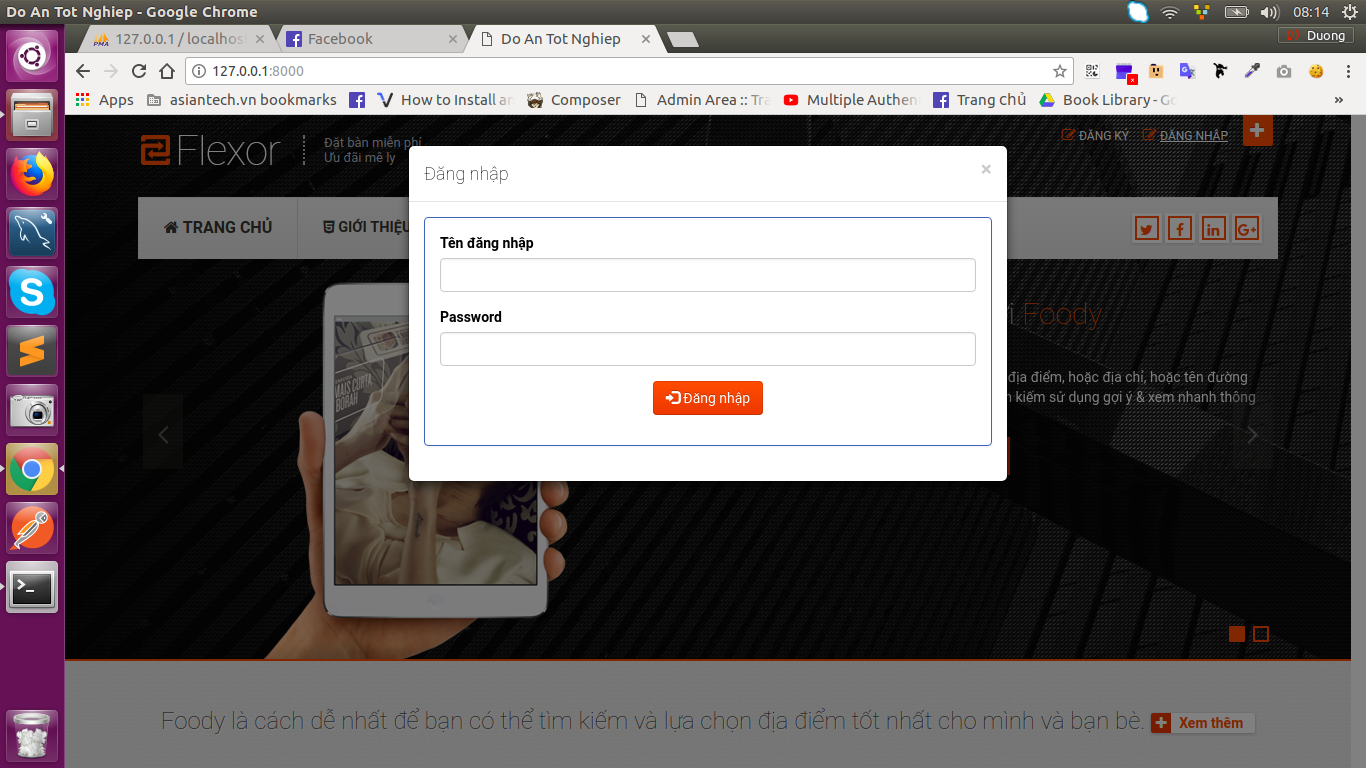 Do An Tot Nghiep - Google Chrome
08:14
127.0.0.1 / localhos
Facebook
Do An Tot Nghiep
Duong
127.0.0.1:8000
Apps
asiantech.vn bookmarks
How to Install an
Composer
Admin Area :: Tra
Multiple Authen
Trang chủ
Book Library - Go
Flexor
Đặt bàn miễn phí
Ưu đãi mê ly
ĐĂNG KÝ
ĐĂNG NHẬP
TRANG CHỦ
GIỚI THIỆU
Đăng nhập
×
Tên đăng nhập
Password
Đăng nhập
Foody
địa điểm, hoặc địa chỉ, hoặc tên đường
kiếm sử dụng gợi ý & xem nhanh thông
MAIS CURTA
BORAH
Foody là cách dễ nhất để bạn có thể tìm kiếm và lựa chọn địa điểm tốt nhất cho mình và bạn bè.
Xem thêm